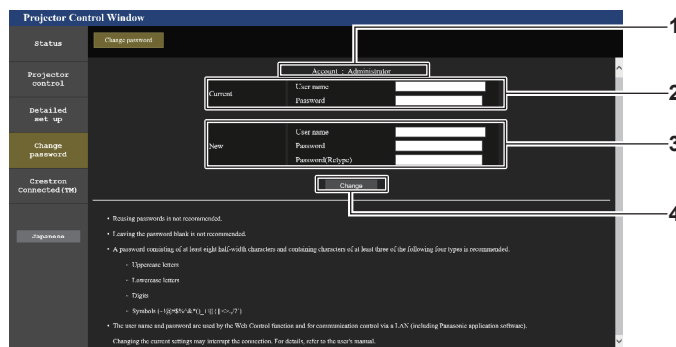 Projector Control Window
Status
Change password
Projector
control
Detailed
set up
Change
password
Crestron
Connected(TM)
Japanese
Account : Administrator
Current
User name
Password
New
User name
Password
Password(Retype)
Change
1
2
3
4
• Reusing passwords is not recommended.
• Leaving the password blank is not recommended.
• A password consisting of at least eight half-width characters and containing characters of at least three of the following four types is recommended.
- Uppercase letters
- Lowercase letters
- Digits
- Symbols
• The user name and password are used by the Web Control function and for communication control via a LAN (including Panasonic application software).
Changing the current settings may interrupt the connection. For details, refer to the user's manual.